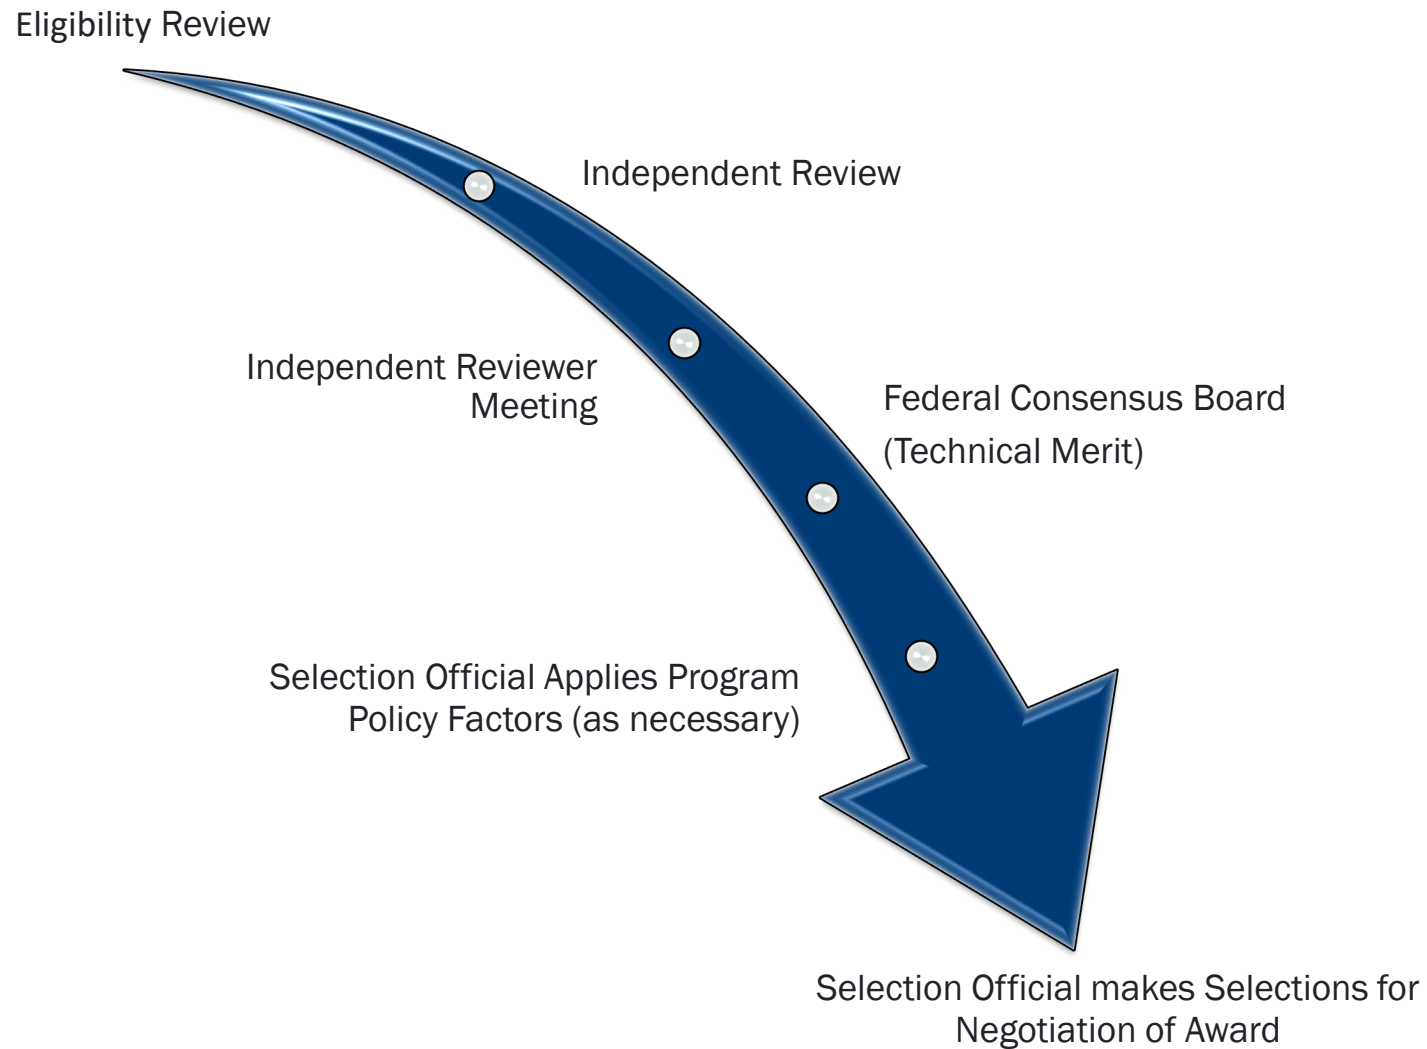 Eligibility Review
Independent Review
Independent Reviewer
Meeting
Federal Consensus Board
(Technical Merit)
Selection Official Applies Program
Policy Factors (as necessary)
Selection Official makes Selections for
Negotiation of Award